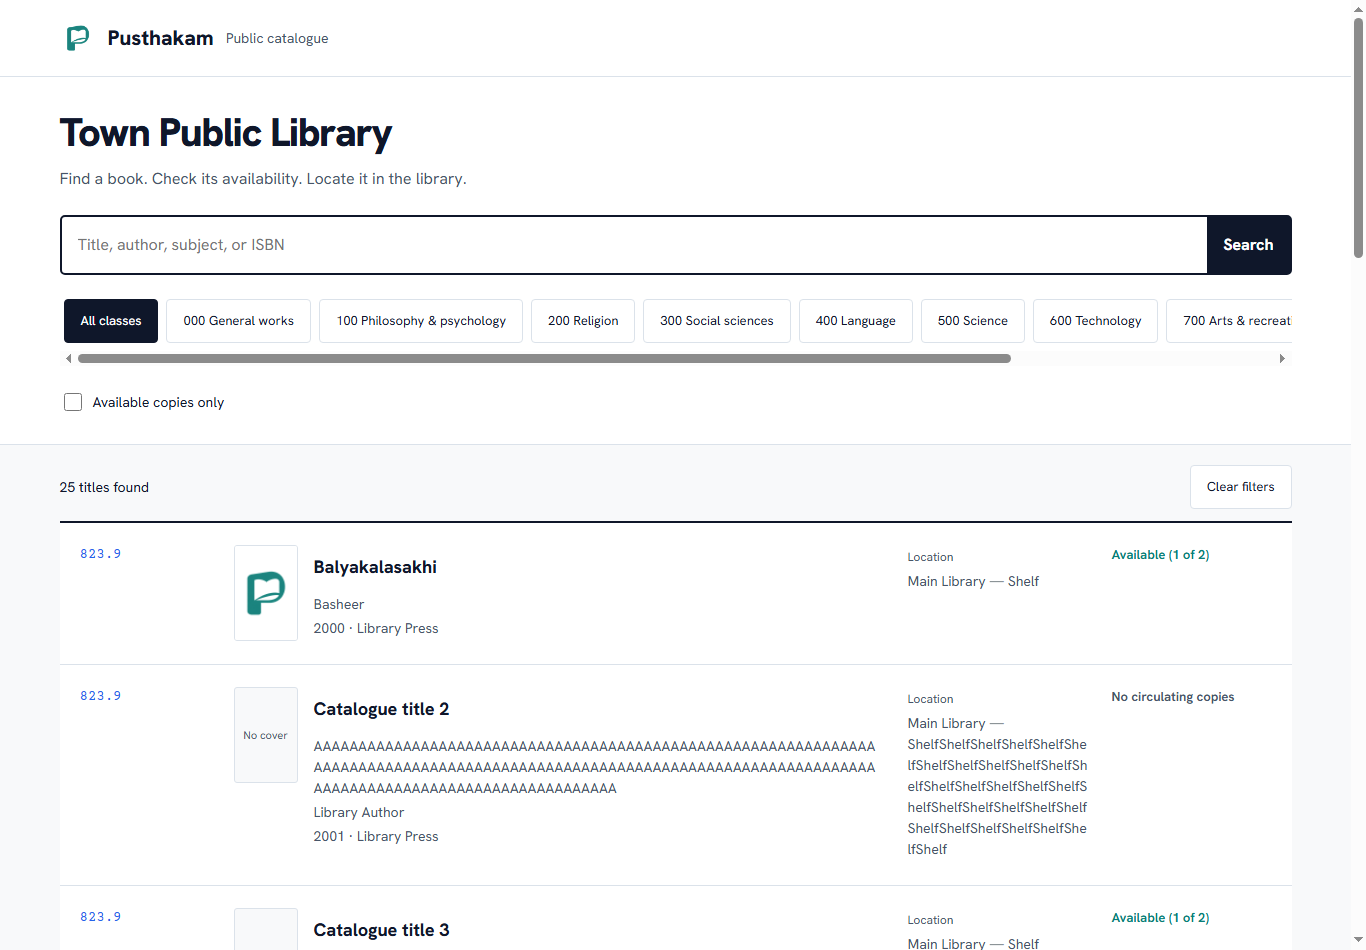 Pusthakam Public catalogue
Town Public Library
Find a book. Check its availability. Locate it in the library.
Title, author, subject, or ISBN
Search
All classes
000 General works
100 Philosophy & psychology
200 Religion
300 Social sciences
400 Language
500 Science
600 Technology
700 Arts & recreat
Available copies only
25 titles found
Clear filters
823.9
Balyakalasakhi
Basheer
2000 · Library Press
Location
Main Library — Shelf
Available (1 of 2)
823.9
No cover
Catalogue title 2
Library Author
2001 · Library Press
Location
Main Library —
ShelfShelfShelfShelfShelfShe
lfShelfShelfShelfShelfShelfSh
elfShelfShelfShelfShelfShelfS
helfShelfShelfShelfShelfShelf
ShelfShelfShelfShelfShelfShe
lfShelf
No circulating copies
823.9
Catalogue title 3
Location
Main Library — Shelf
Available (1 of 2)